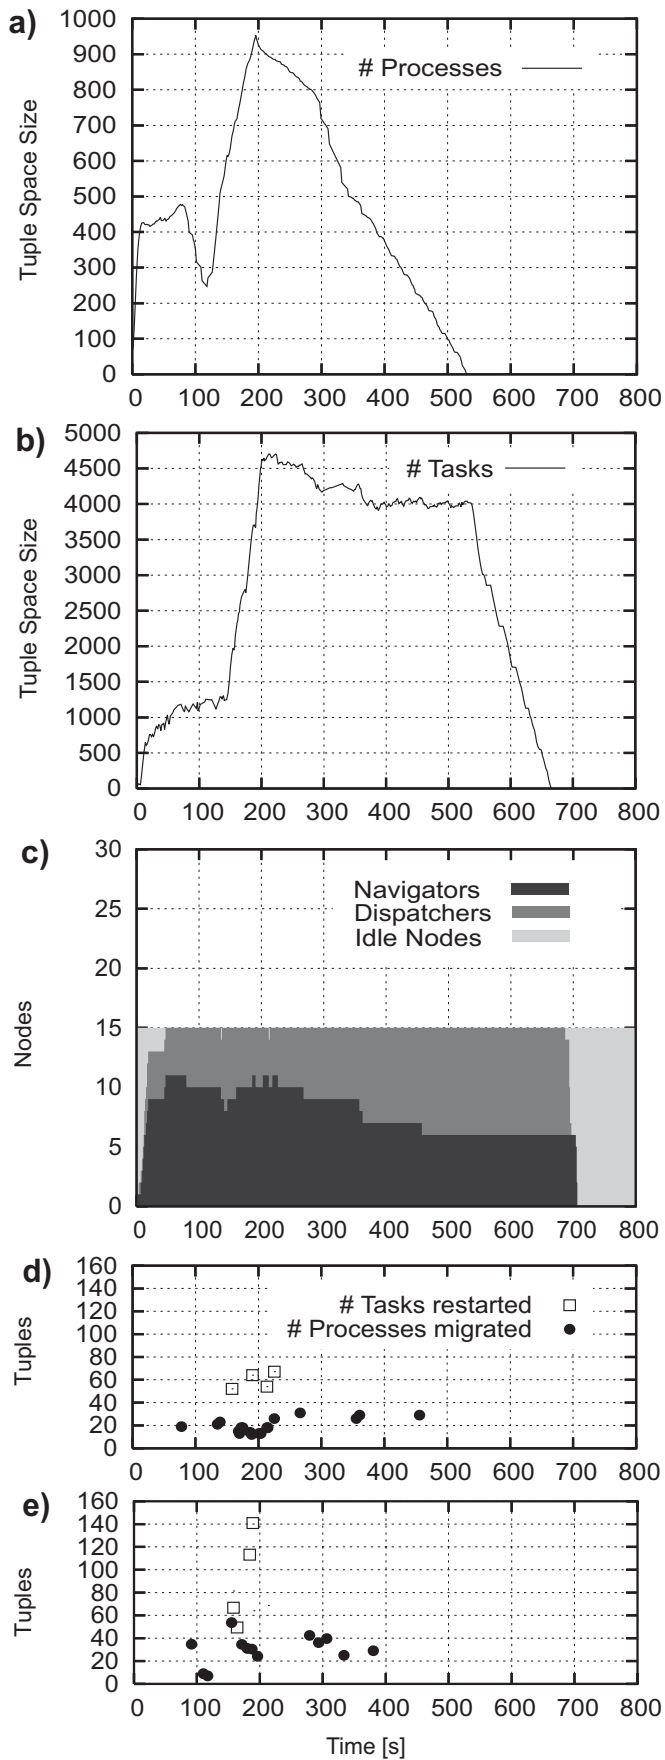 a)
1000
900
800
700
600
500
400
300
200
100
0
Tuple Space Size
# Processes
0 100 200 300 400 500 600 700 800
b)
5000
4500
4000
3500
3000
2500
2000
1500
1000
500
0
Tuple Space Size
# Tasks
0 100 200 300 400 500 600 700 800
c)
30
25
20
15
10
5
0
Nodes
Navigators
Dispatchers
Idle Nodes
0 100 200 300 400 500 600 700 800
d)
160
140
120
100
80
60
40
20
0
Tuples
# Tasks restarted
# Processes migrated
0 100 200 300 400 500 600 700 800
e)
160
140
120
100
80
60
40
20
0
Tuples
0 100 200 300 400 500 600 700 800
Time [s]